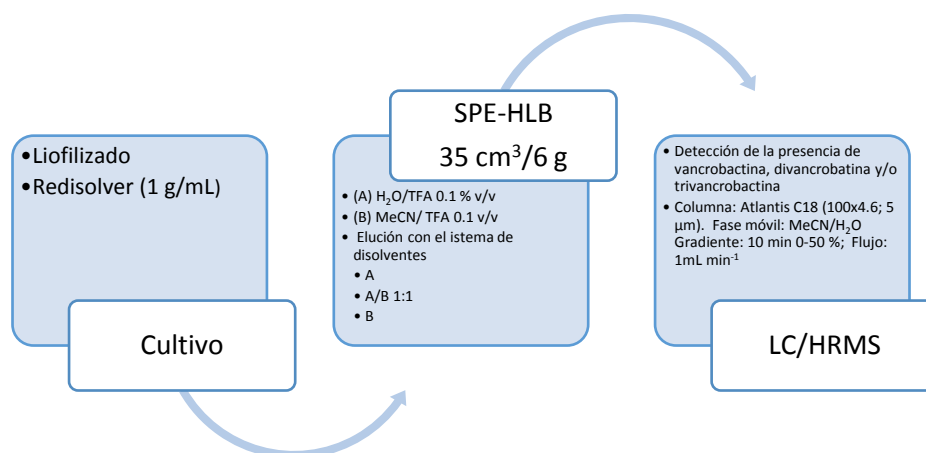 •Liofilizado
•Redisolver (1 g/mL)
Cultivo
SPE-HLB
35 cm³/6 g
• (A) H₂O/TFA 0.1 % v/v
• (B) MeCN/ TFA 0.1 v/v
• Elución con el istema de
disolventes
• A
• A/B 1:1
• B
• Detección de la presencia de
vancrobactina, divancrobatina y/o
trivancrobactina
• Columna: Atlantis C18 (100x4.6; 5
µm). Fase móvil: MeCN/H₂O
Gradiente: 10 min 0-50 %; Flujo:
1mL min⁻¹
LC/HRMS